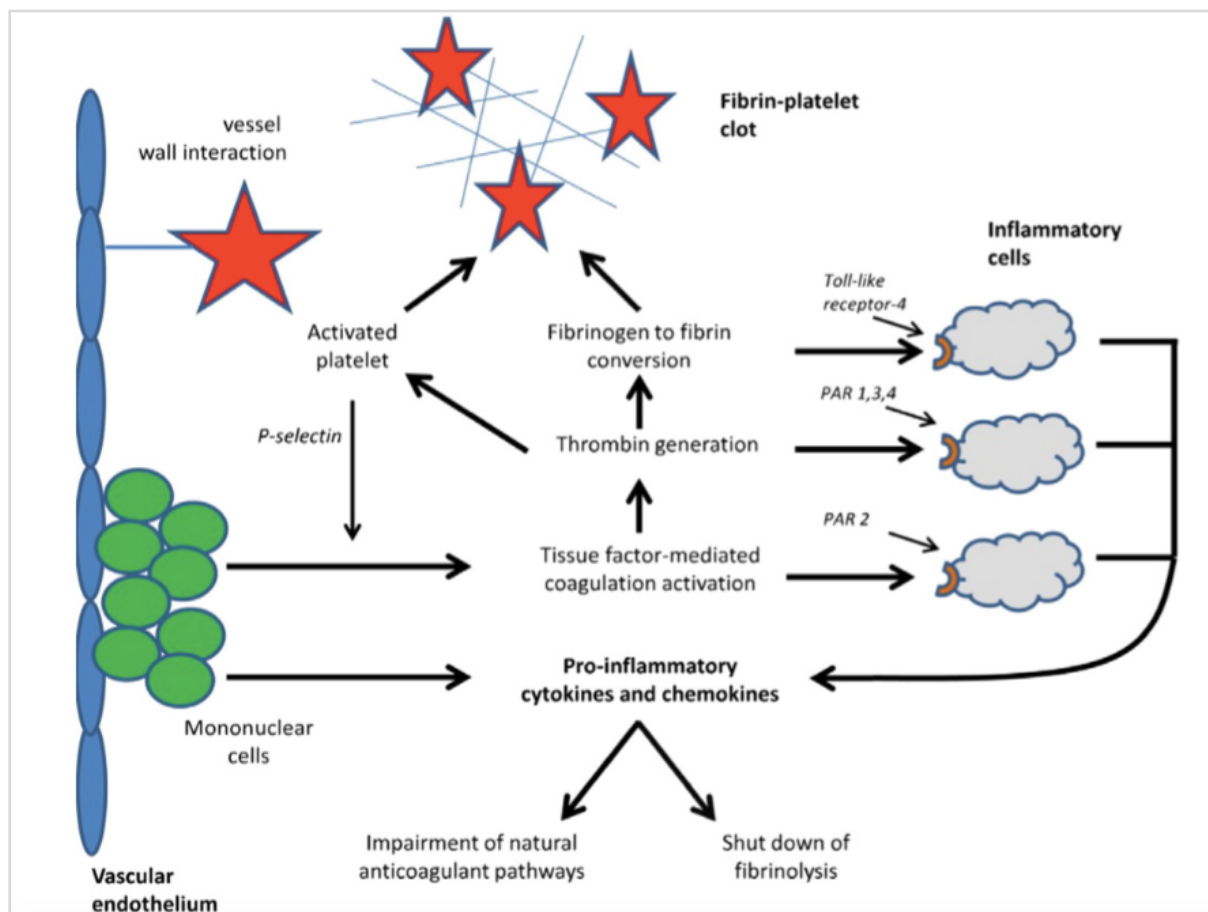 vessel
wall interaction
Fibrin-platelet
clot
Inflammatory
cells
Toll-like
receptor-4
Activated
platelet
Fibrinogen to fibrin
conversion
PAR 1,3,4
P-selectin
Thrombin generation
PAR 2
Tissue factor-mediated
coagulation activation
Pro-inflammatory
cytokines and chemokines
Mononuclear
cells
Impairment of natural
anticoagulant pathways
Shut down of
fibrinolysis
Vascular
endothelium